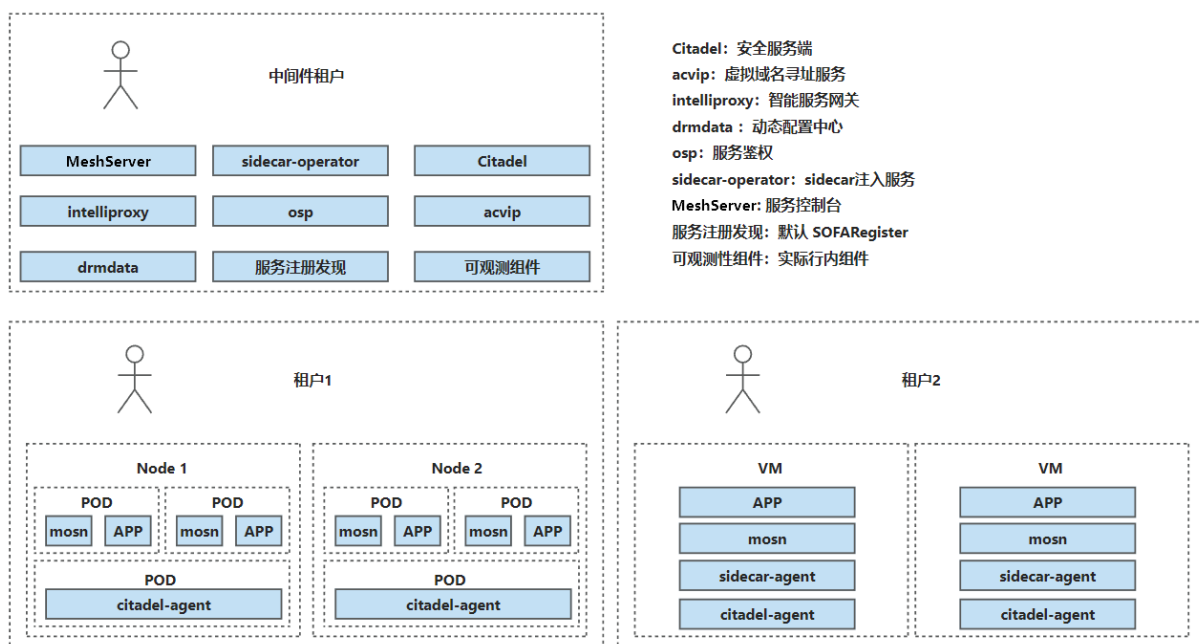 中间件租户
MeshServer
sidecar-operator
Citadel
intelliproxy
osp
acvip
drmdata
服务注册发现
可观测组件
Citadel：安全服务端
acvip：虚拟域名寻址服务
intelliproxy：智能服务网关
drmdata ：动态配置中心
osp：服务鉴权
sidecar-operator：sidecar注入服务
MeshServer: 服务控制台
服务注册发现：默认 SOFARegister
可观测性组件：实际行内组件
租户1
Node 1
POD
POD
mosn
APP
mosn
APP
POD
citadel-agent
Node 2
POD
POD
mosn
APP
mosn
APP
POD
citadel-agent
租户2
VM
APP
mosn
sidecar-agent
citadel-agent
VM
APP
mosn
sidecar-agent
citadel-agent